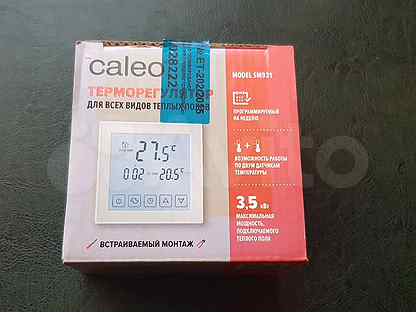 caleo
ТЕРМОРЕГУЛЯТОР
ДЛЯ ВСЕХ ВИДОВ ТЕПЛЫХ ПОЛОВ
27.5°C
0:02
20.5°
ВСТРАИВАЕМЫЙ МОНТАЖ
MODEL SM931
ПРОГРАММИРУЕМЫЙ
НА НЕДЕЛЮ
ВОЗМОЖНОСТЬ РАБОТЫ
ПО ДВУМ ДАТЧИКАМ
ТЕМПЕРАТУРЫ
3,5 кВт
МАКСИМАЛЬНАЯ
МОЩНОСТЬ,
ПОДКЛЮЧАЕМОГО
ТЕПЛОГО ПОЛА